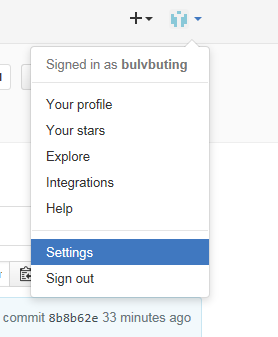 Signed in as bulvbuting
Your profile
Your stars
Explore
Integrations
Help
Settings
Sign out
commit 8b8b62e 33 minutes ago